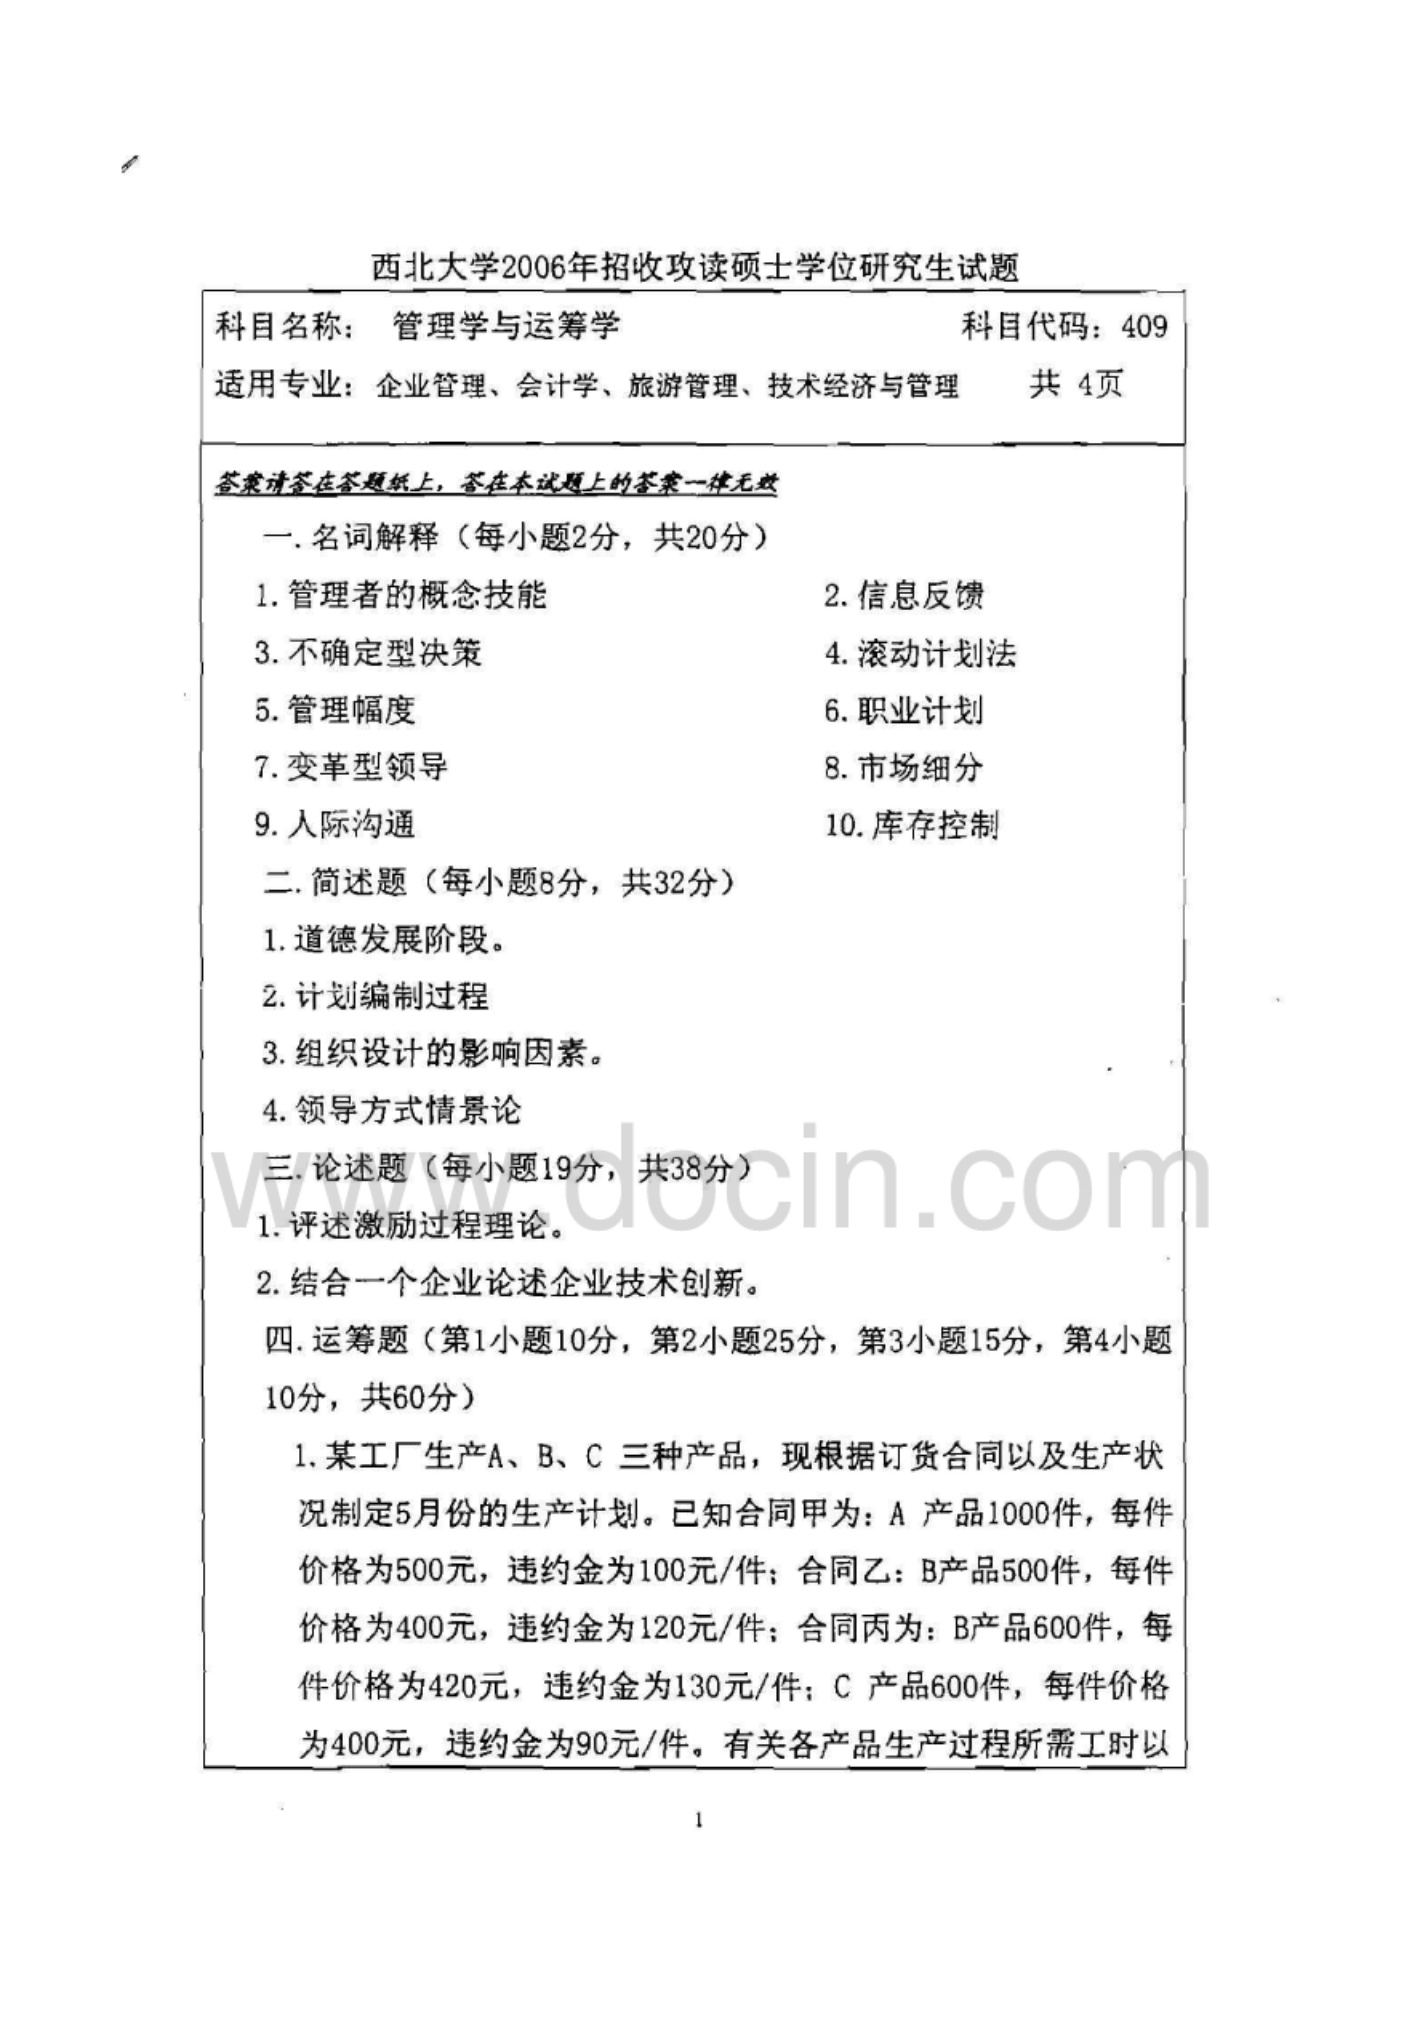 西北大学2006年招收攻读硕士学位研究生试题
科目名称： 管理学与运筹学 科目代码：409
适用专业：企业管理、会计学、旅游管理、技术经济与管理 共 4页
答案请答在答题纸上，答在本试题上的答案一律无效
一.名词解释（每小题2分，共20分）
1.管理者的概念技能 2.信息反馈
3.不确定型决策 4.滚动计划法
5.管理幅度 6.职业计划
7.变革型领导 8.市场细分
9.人际沟通 10.库存控制
二.简述题（每小题8分，共32分）
1.道德发展阶段。
2.计划编制过程
3.组织设计的影响因素。
4.领导方式情景论
三.论述题（每小题19分，共38分）
www.docin.com
1.评述激励过程理论。
2.结合一个企业论述企业技术创新。
四.运筹题（第1小题10分，第2小题25分，第3小题15分，第4小题
10分，共60分）
1.某工厂生产A、B、C 三种产品，现根据订货合同以及生产状
况制定5月份的生产计划。已知合同甲为：A 产品1000件，每件
价格为500元，违约金为100元/件；合同乙：B产品500件，每件
价格为400元，违约金为120元/件；合同丙为：B产品600件，每
件价格为420元，违约金为130元/件；C 产品600件，每件价格
为400元，违约金为90元/件。有关各产品生产过程所需工时以
1